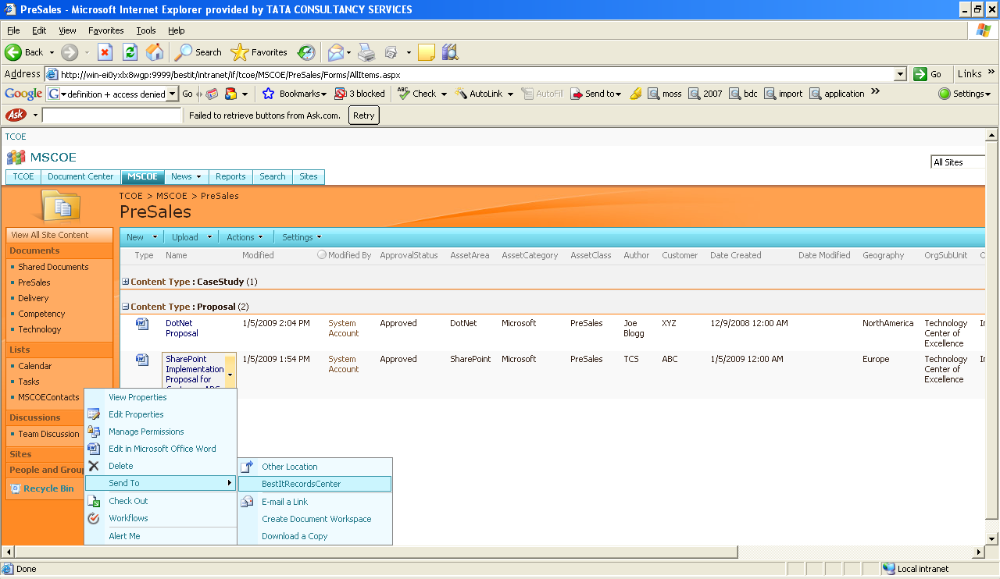 PreSales - Microsoft Internet Explorer provided by TATA CONSULTANCY SERVICES
File Edit View Favorites Tools Help
Back Search Favorites
Address http://win-ei0yxlx8wgp:9999/bestit/intranet/if/tcoe/MSCOE/PreSales/Forms/AllItems.aspx Go Links »
Google G definition + access denied Go Bookmarks 3 blocked ABC Check AutoLink AutoFill Send to moss 2007 bdc import application » Settings
Ask Failed to retrieve buttons from Ask.com. Retry
TCOE
MSCOE
All Sites
TCOE Document Center MSCOE News Reports Search Sites
TCOE > MSCOE > PreSales
PreSales
View All Site Content
Documents
Shared Documents
PreSales
Delivery
Competency
Technology
Lists
Calendar
Tasks
MSCOEContacts
Discussions
Team Discussion
Sites
People and Grou
Recycle Bin
New Upload Actions Settings
Type Name Modified Modified By ApprovalStatus AssetArea AssetCategory AssetClass Author Customer Date Created Date Modified Geography OrgSubUnit
Content Type : CaseStudy (1)
Content Type : Proposal (2)
DotNet Proposal 1/5/2009 2:04 PM System Account Approved DotNet Microsoft PreSales Joe Blogg XYZ 12/9/2008 12:00 AM NorthAmerica Technology Center of Excellence
SharePoint Implementation Proposal for 1/5/2009 1:54 PM System Account Approved SharePoint Microsoft PreSales TCS ABC 1/5/2009 12:00 AM Europe Technology Center of Excellence
View Properties
Edit Properties
Manage Permissions
Edit in Microsoft Office Word
Delete
Send To
Check Out
Workflows
Alert Me
Other Location
BestItRecordsCenter
E-mail a Link
Create Document Workspace
Download a Copy
Done Local intranet